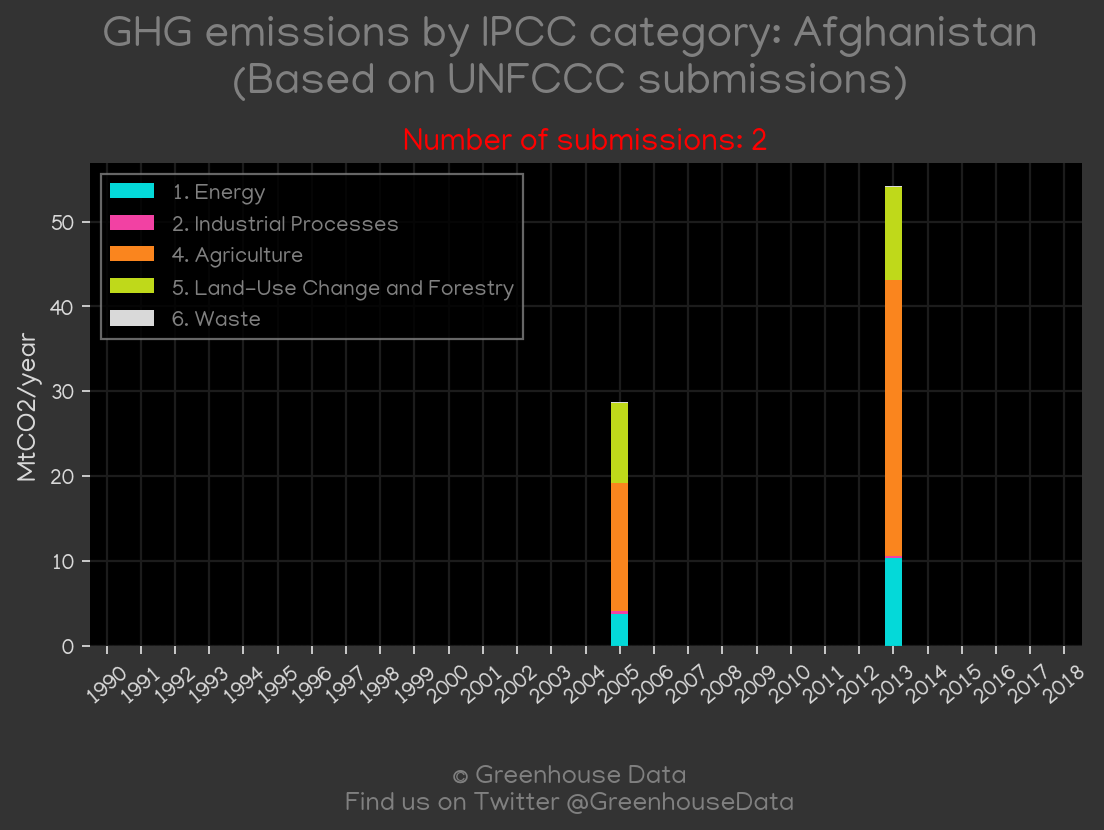 GHG emissions by IPCC category: Afghanistan
(Based on UNFCCC submissions)
Number of submissions: 2
1. Energy
2. Industrial Processes
4. Agriculture
5. Land-Use Change and Forestry
6. Waste
MtCO2/year
50
40
30
20
10
0
1990 1991 1992 1993 1994 1995 1996 1997 1998 1999 2000 2001 2002 2003 2004 2005 2006 2007 2008 2009 2010 2011 2012 2013 2014 2015 2016 2017 2018
© Greenhouse Data
Find us on Twitter @GreenhouseData